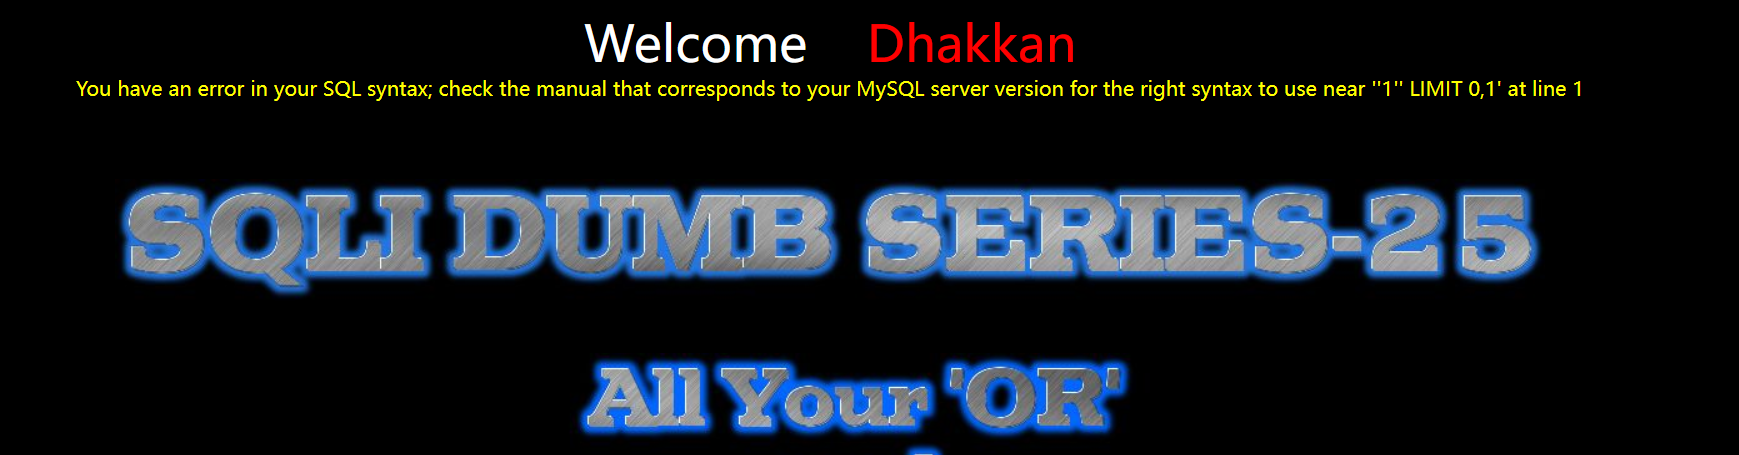 Welcome Dhakkan
You have an error in your SQL syntax; check the manual that corresponds to your MySQL server version for the right syntax to use near ''1'' LIMIT 0,1' at line 1
SQLI DUMB SERIES-25
All Your 'OR'